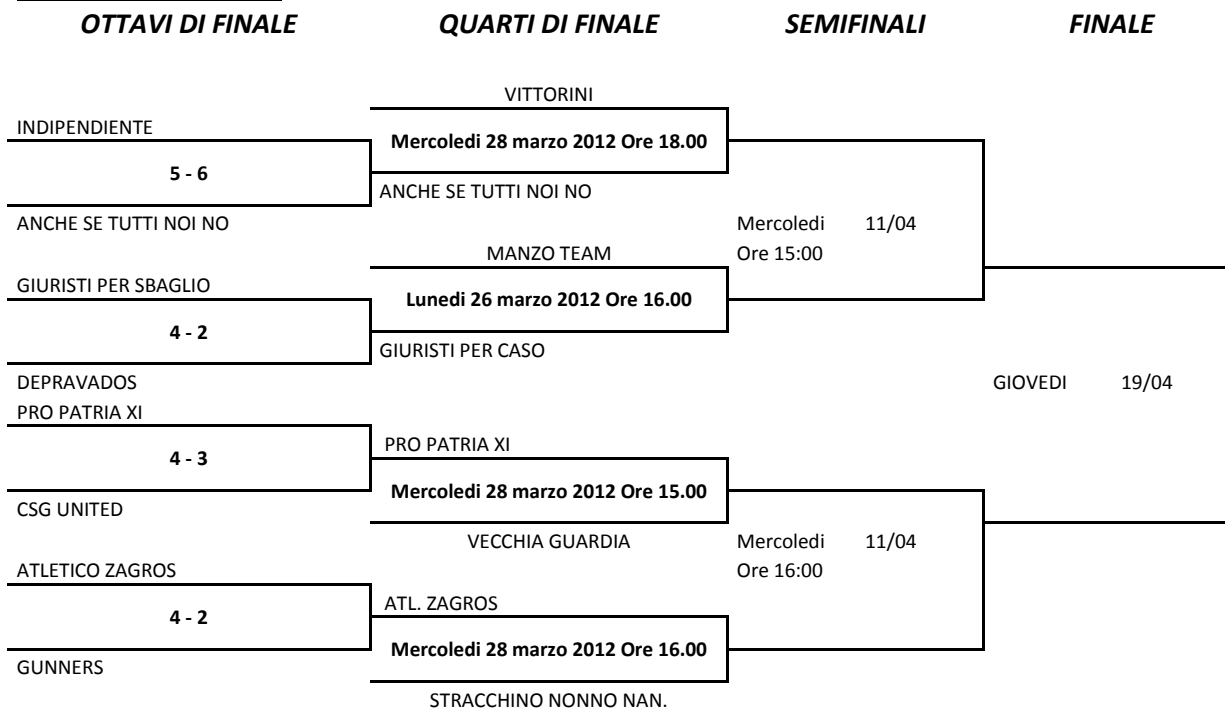 OTTAVI DI FINALE QUARTI DI FINALE SEMIFINALI FINALE
VITTORINI
INDIPENDIENTE
Mercoledi 28 marzo 2012 Ore 18.00
5 - 6
ANCHE SE TUTTI NOI NO
ANCHE SE TUTTI NOI NO
Mercoledi 11/04
MANZO TEAM
Ore 15:00
GIURISTI PER SBAGLIO
Lunedi 26 marzo 2012 Ore 16.00
4 - 2
GIURISTI PER CASO
DEPRAVADOS
GIOVEDI 19/04
PRO PATRIA XI
PRO PATRIA XI
4 - 3
Mercoledi 28 marzo 2012 Ore 15.00
CSG UNITED
VECCHIA GUARDIA
Mercoledi 11/04
ATLETICO ZAGROS
Ore 16:00
ATL. ZAGROS
4 - 2
Mercoledi 28 marzo 2012 Ore 16.00
GUNNERS
STRACCHINO NONNO NAN.